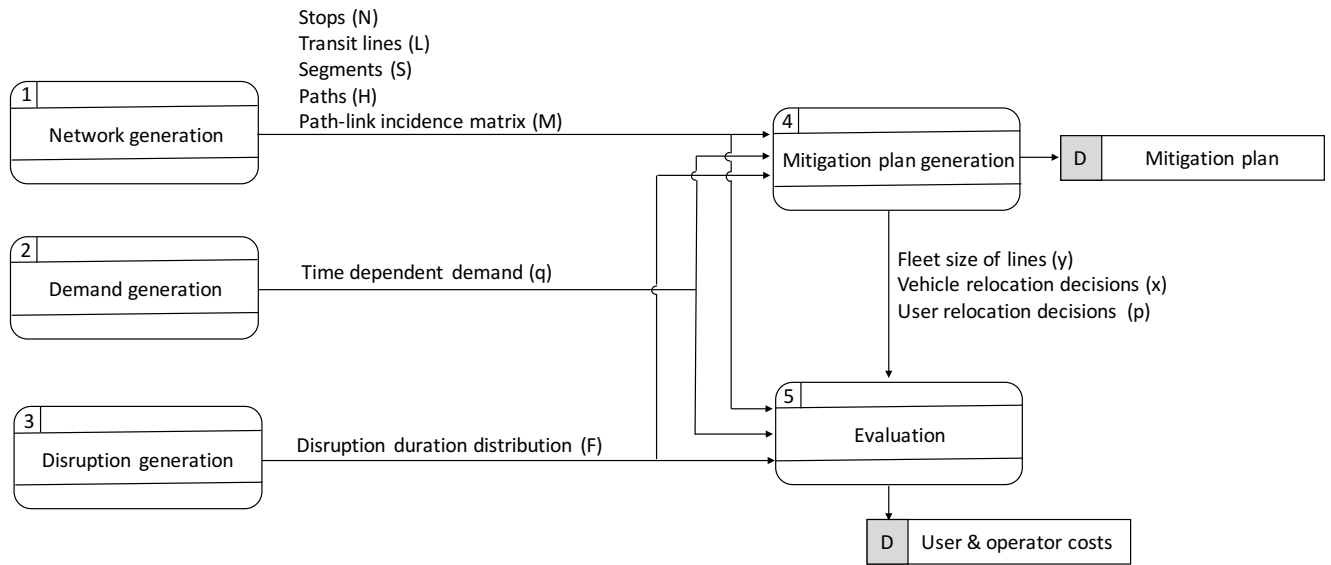 Stops (N)
Transit lines (L)
Segments (S)
Paths (H)
Path-link incidence matrix (M)
1
Network generation
4
Mitigation plan generation
D
Mitigation plan
2
Demand generation
Time dependent demand (q)
Fleet size of lines (y)
Vehicle relocation decisions (x)
User relocation decisions (p)
3
Disruption generation
Disruption duration distribution (F)
5
Evaluation
D
User & operator costs